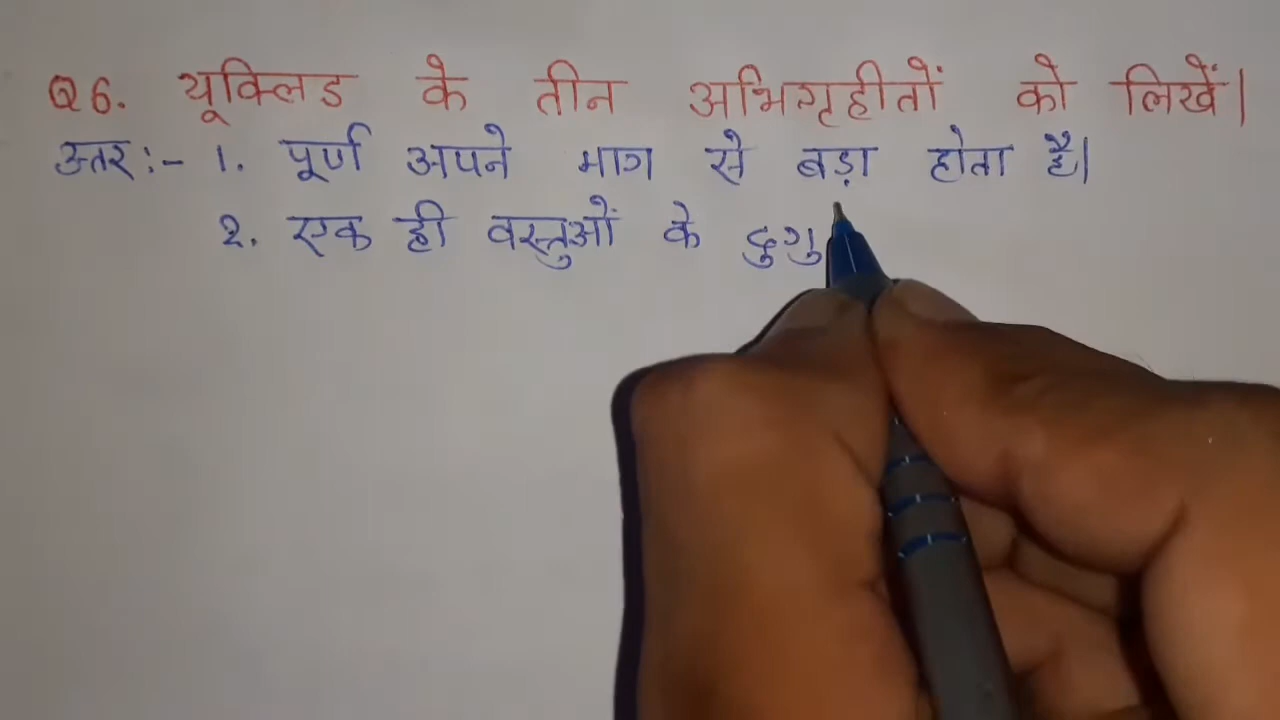 Q6. यूक्लिड के तीन अभिगृहीतों को लिखें।
उत्तर:- 1. पूर्ण अपने भाग से बड़ा होता है।
2. एक ही वस्तुओं के दुगु